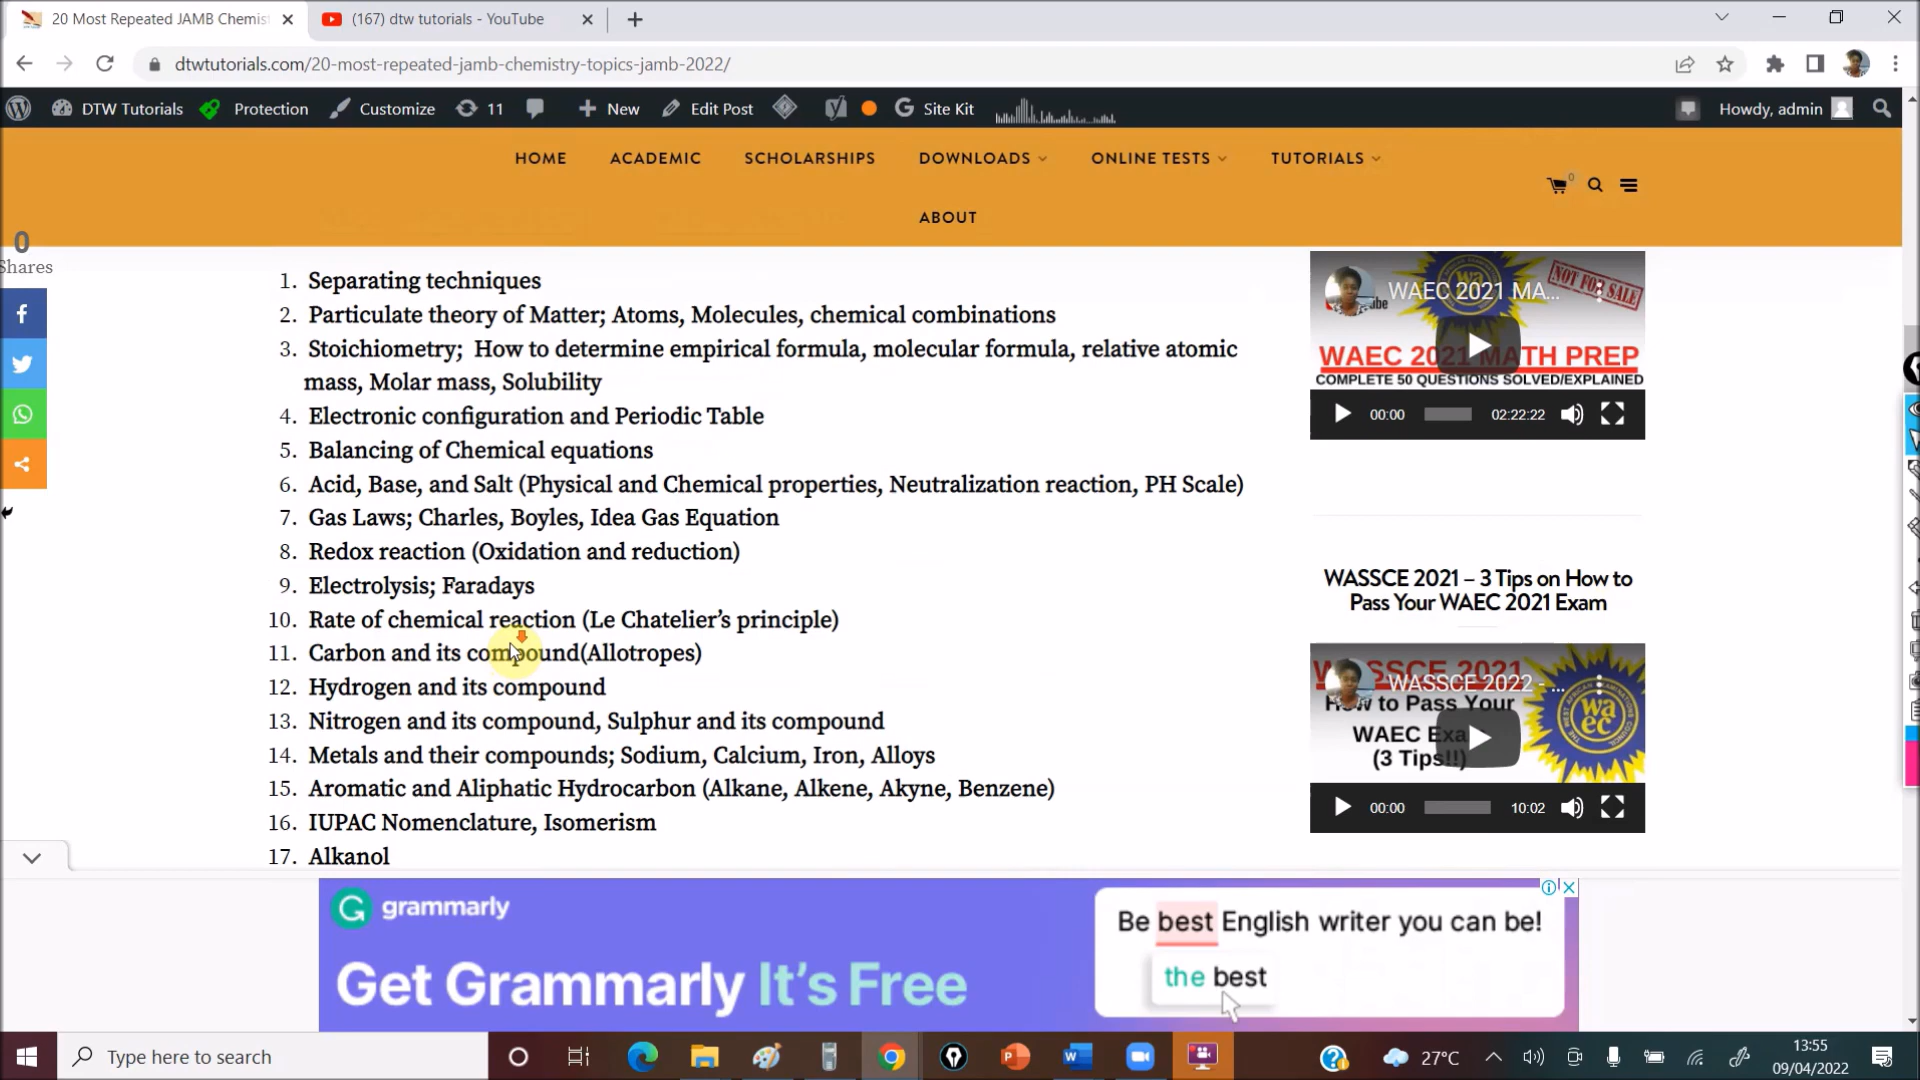 20 Most Repeated JAMB Chemis
(167) dtw tutorials - YouTube
dtwtutorials.com/20-most-repeated-jamb-chemistry-topics-jamb-2022/
DTW Tutorials
Protection
Customize
11
New
Edit Post
Site Kit
Howdy, admin
HOME
ACADEMIC
SCHOLARSHIPS
DOWNLOADS
ONLINE TESTS
TUTORIALS
ABOUT
0
0
Shares
1. Separating techniques
2. Particulate theory of Matter; Atoms, Molecules, chemical combinations
3. Stoichiometry; How to determine empirical formula, molecular formula, relative atomic
mass, Molar mass, Solubility
4. Electronic configuration and Periodic Table
5. Balancing of Chemical equations
6. Acid, Base, and Salt (Physical and Chemical properties, Neutralization reaction, PH Scale)
7. Gas Laws; Charles, Boyles, Idea Gas Equation
8. Redox reaction (Oxidation and reduction)
9. Electrolysis; Faradays
10. Rate of chemical reaction (Le Chatelier's principle)
11. Carbon and its compound(Allotropes)
12. Hydrogen and its compound
13. Nitrogen and its compound, Sulphur and its compound
14. Metals and their compounds; Sodium, Calcium, Iron, Alloys
15. Aromatic and Aliphatic Hydrocarbon (Alkane, Alkene, Akyne, Benzene)
16. IUPAC Nomenclature, Isomerism
17. Alkanol
WAEC 2021 MA...
NOT FOR SALE
WAEC 2021 MATH PREP
COMPLETE 50 QUESTIONS SOLVED/EXPLAINED
00:00
02:22:22
WASSCE 2021 – 3 Tips on How to
Pass Your WAEC 2021 Exam
WASSCE 2021
WASSCE 2022 - ...
How to Pass Your
WAEC Exa
(3 Tips!!)
wa
ec
00:00
10:02
grammarly
Get Grammarly It's Free
Be best English writer you can be!
the best
Type here to search
27°C
13:55
09/04/2022